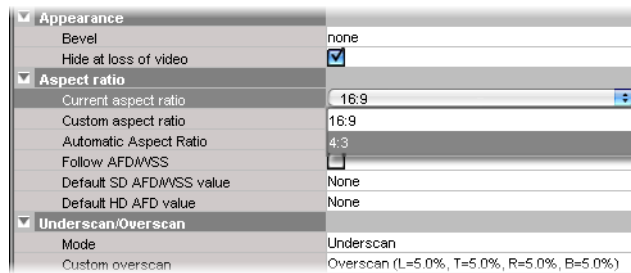 Appearance
Bevel none
Hide at loss of video
Aspect ratio
Current aspect ratio 16:9
Custom aspect ratio 16:9
Automatic Aspect Ratio 4:3
Follow AFD/WSS
Default SD AFD/WSS value None
Default HD AFD value None
Underscan/Overscan
Mode Underscan
Custom overscan Overscan (L=5.0%, T=5.0%, R=5.0%, B=5.0%)